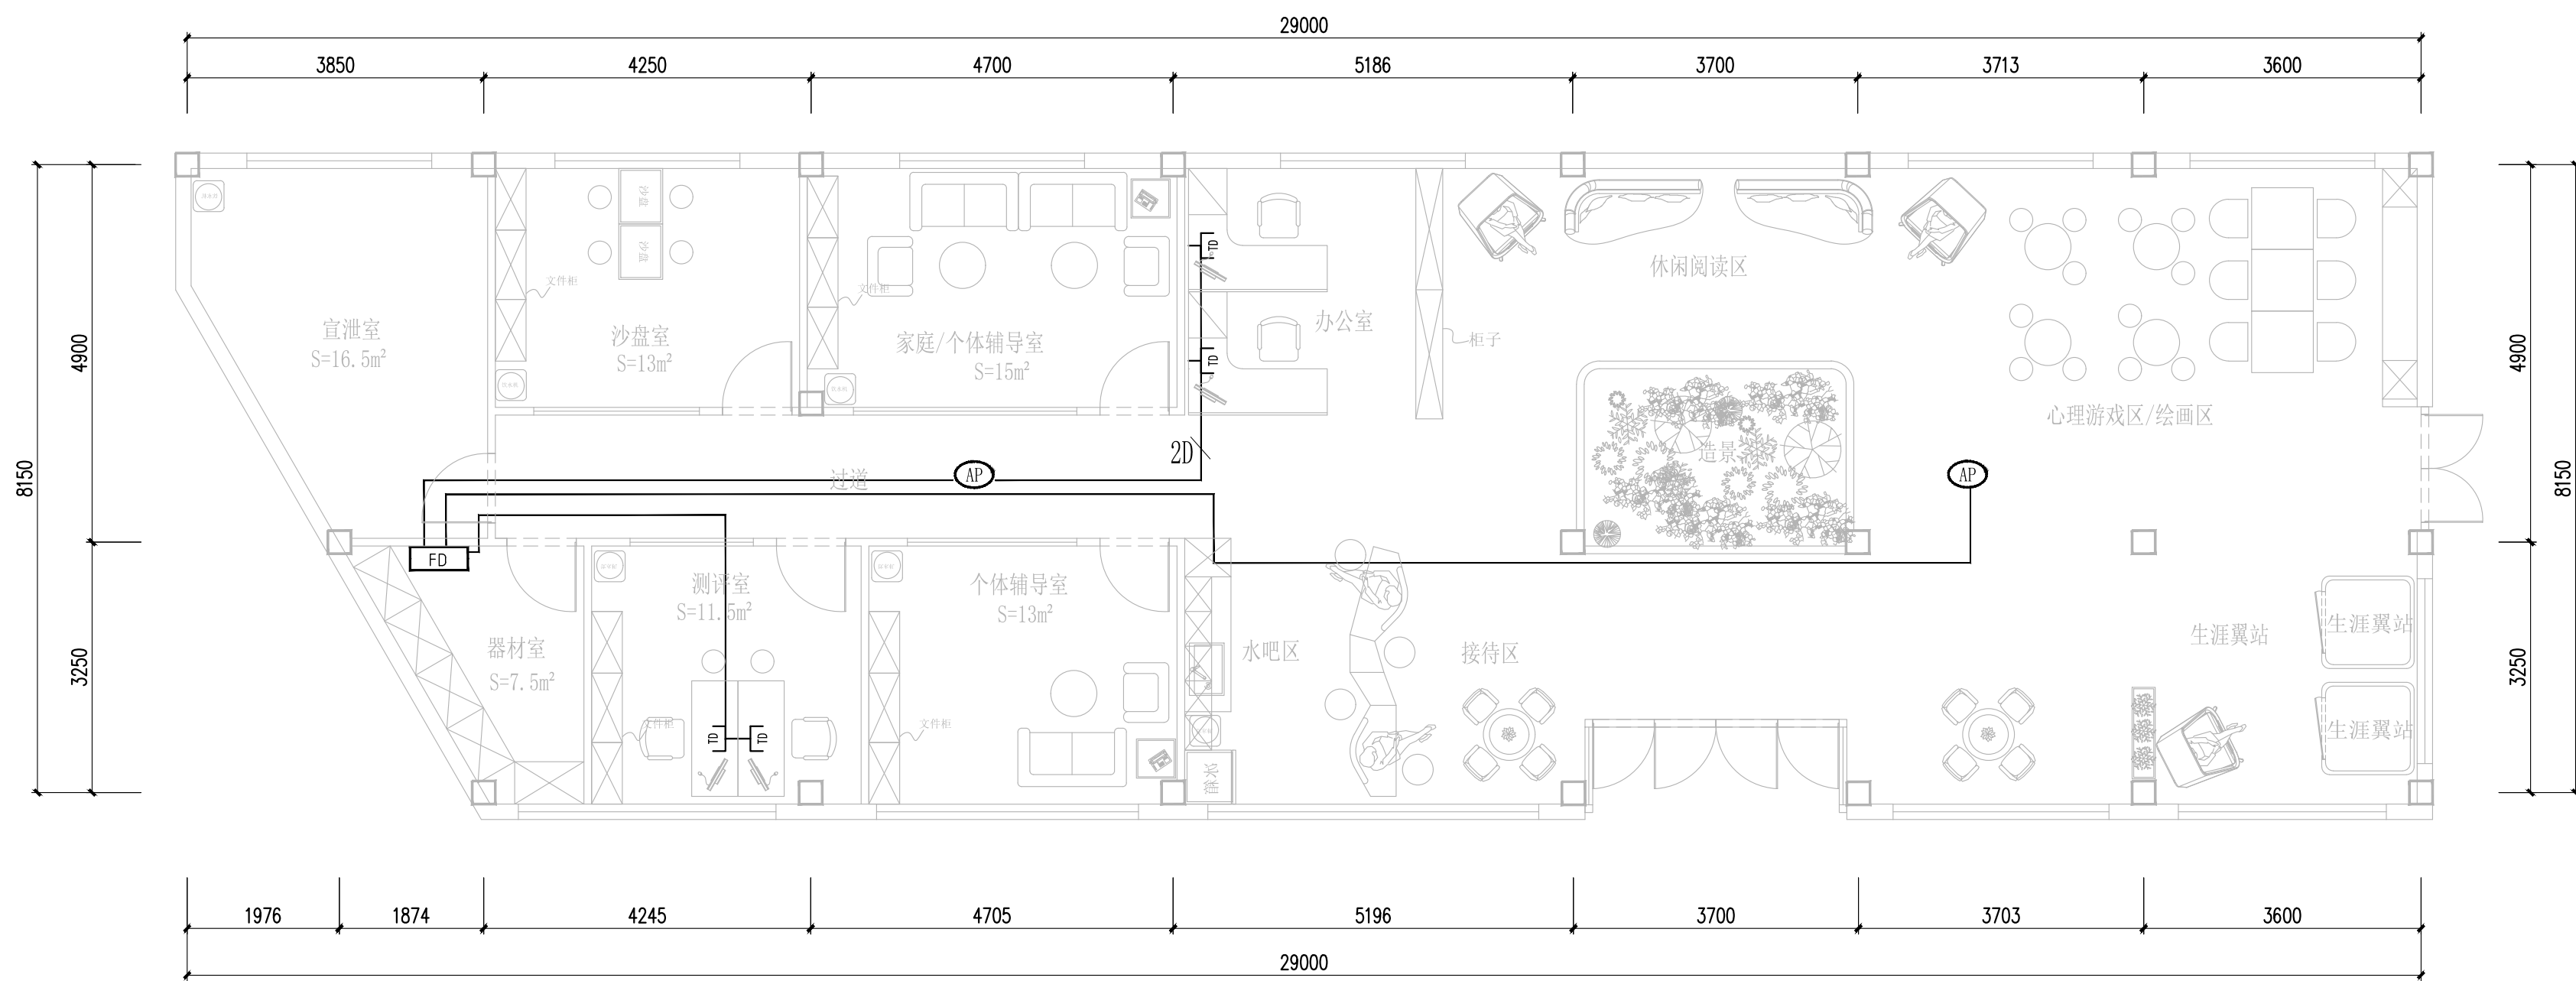 29000
3850
4250
4700
5186
3700
3713
3600
8150
4900
3250
4900
3250
8150
沙盘
沙盘
文件柜
文件柜
宣泄室
S=16.5m²
沙盘室
S=13m²
家庭/个体辅导室
S=15m²
TD
TD
办公室
柜子
休闲阅读区
心理游戏区/绘画区
造景
2D
过道
AP
AP
FD
器材室
S=7.5m²
测评室
S=11.5m²
文件柜
TD
TD
个体辅导室
S=13m²
文件柜
水吧区
接待区
生涯翼站
生涯翼站
生涯翼站
1976
1874
4245
4705
5196
3700
3703
3600
29000